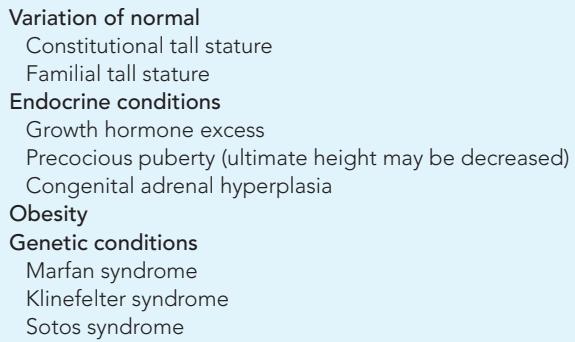 Variation of normal
Constitutional tall stature
Familial tall stature
Endocrine conditions
Growth hormone excess
Precocious puberty (ultimate height may be decreased)
Congenital adrenal hyperplasia
Obesity
Genetic conditions
Marfan syndrome
Klinefelter syndrome
Sotos syndrome